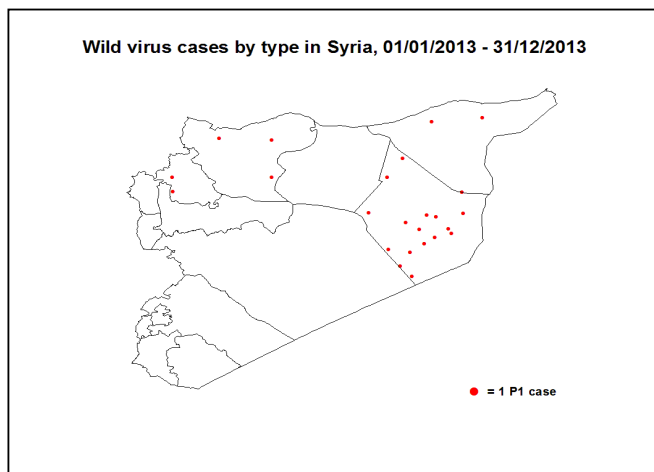 Wild virus cases by type in Syria, 01/01/2013 - 31/12/2013
= 1 P1 case